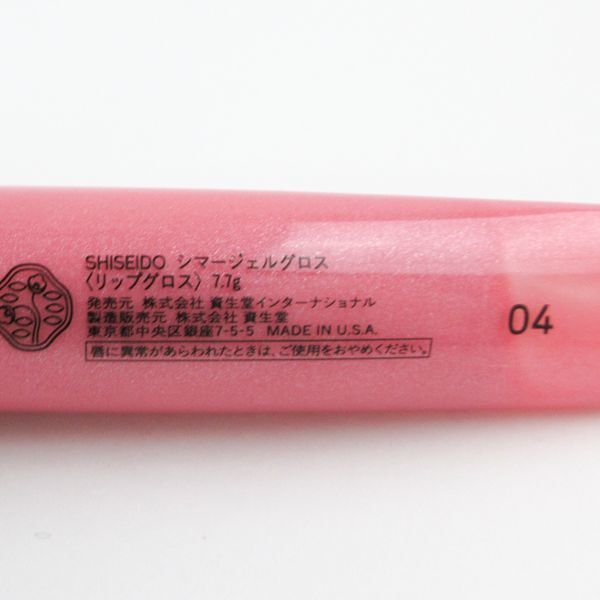 SHISEIDO シマージェルグロス
〈リップグロス〉 7.7g
発売元 株式会社 資生堂インターナショナル
製造販売元 株式会社 資生堂
東京都中央区銀座7-5-5 MADE IN U.S.A.
唇に異常があらわれたときは、ご使用をおやめください。
04